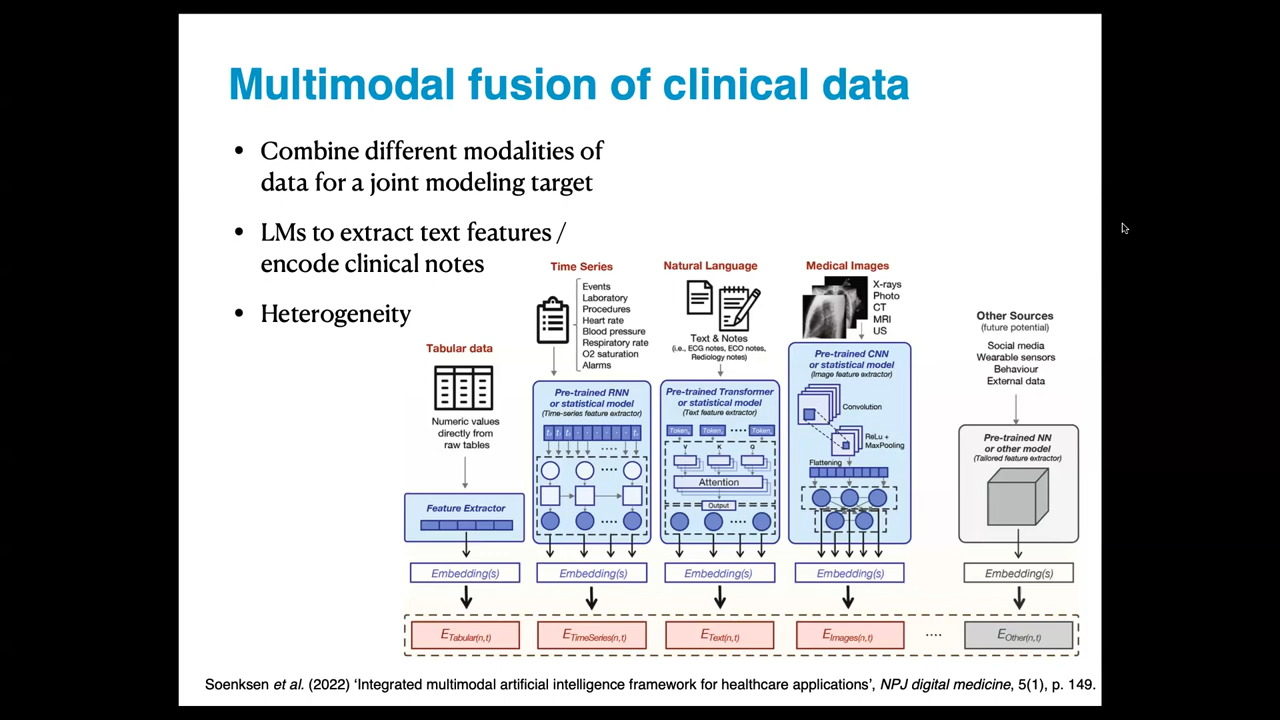 Multimodal fusion of clinical data
• Combine different modalities of
data for a joint modeling target
• LMs to extract text features /
encode clinical notes
• Heterogeneity
Tabular data
Numeric values
directly from
raw tables
Feature Extractor
Embedding(s)
E Tabular(n,t)
Time Series
Events
Laboratory
Procedures
Heart rate
Blood pressure
Respiratory rate
O2 saturation
Alarms
Pre-trained RNN
or statistical model
(Time-series feature extractor)
Embedding(s)
E TimeSeries(n,t)
Natural Language
Text & Notes
(i.e., ECG notes, ECO notes,
Rediology notes)
Pre-trained Transformer
or statistical model
(Text feature extractor)
Token Token Token
V K Q
Attention
Output
Embedding(s)
E Text(n,t)
Medical Images
X-rays
Photo
CT
MRI
US
Pre-trained CNN
or statistical model
(Image feature extractor)
Convolution
ReLu +
MaxPooling
Flattening
Embedding(s)
E Images(n,t)
Other Sources
(future potential)
Social media
Wearable sensors
Behaviour
External data
Pre-trained NN
or other model
(Tailored feature extractor)
Embedding(s)
E Other(n,t)
Soenksen et al. (2022) ‘Integrated multimodal artificial intelligence framework for healthcare applications’, NPJ digital medicine, 5(1), p. 149.